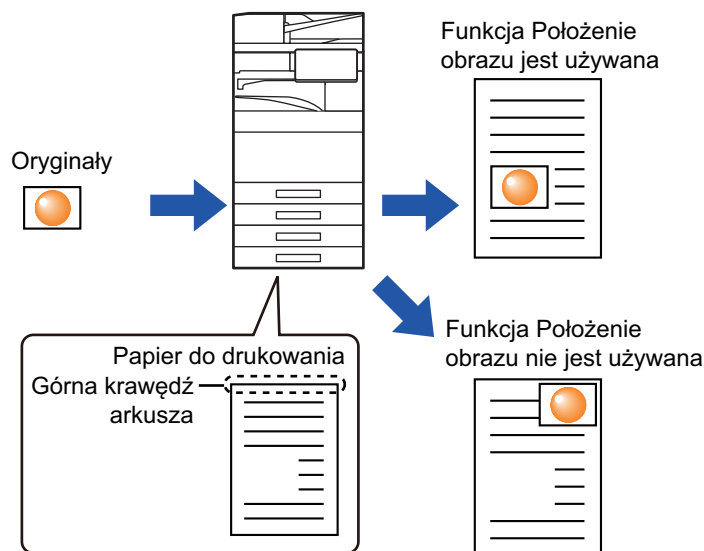 Funkcja Położenie
obrazu jest używana
Oryginały
Funkcja Położenie
obrazu nie jest używana
Papier do drukowania
Górna krawędź
arkusza